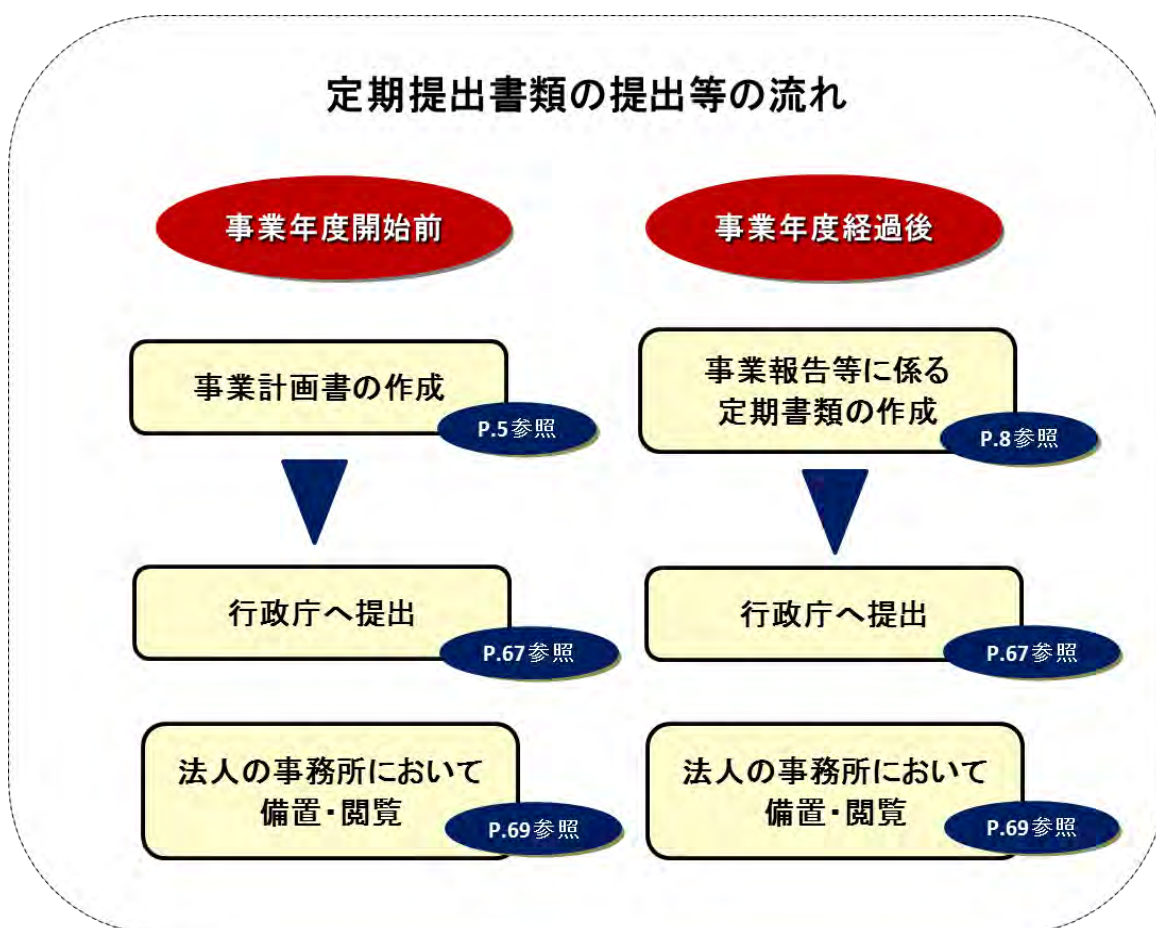 定期提出書類の提出等の流れ
事業年度開始前
事業計画書の作成
P.5参照
行政庁へ提出
P.67参照
法人の事務所において
備置・閲覧
P.69参照
事業年度経過後
事業報告等に係る
定期書類の作成
P.8参照
行政庁へ提出
P.67参照
法人の事務所において
備置・閲覧
P.69参照